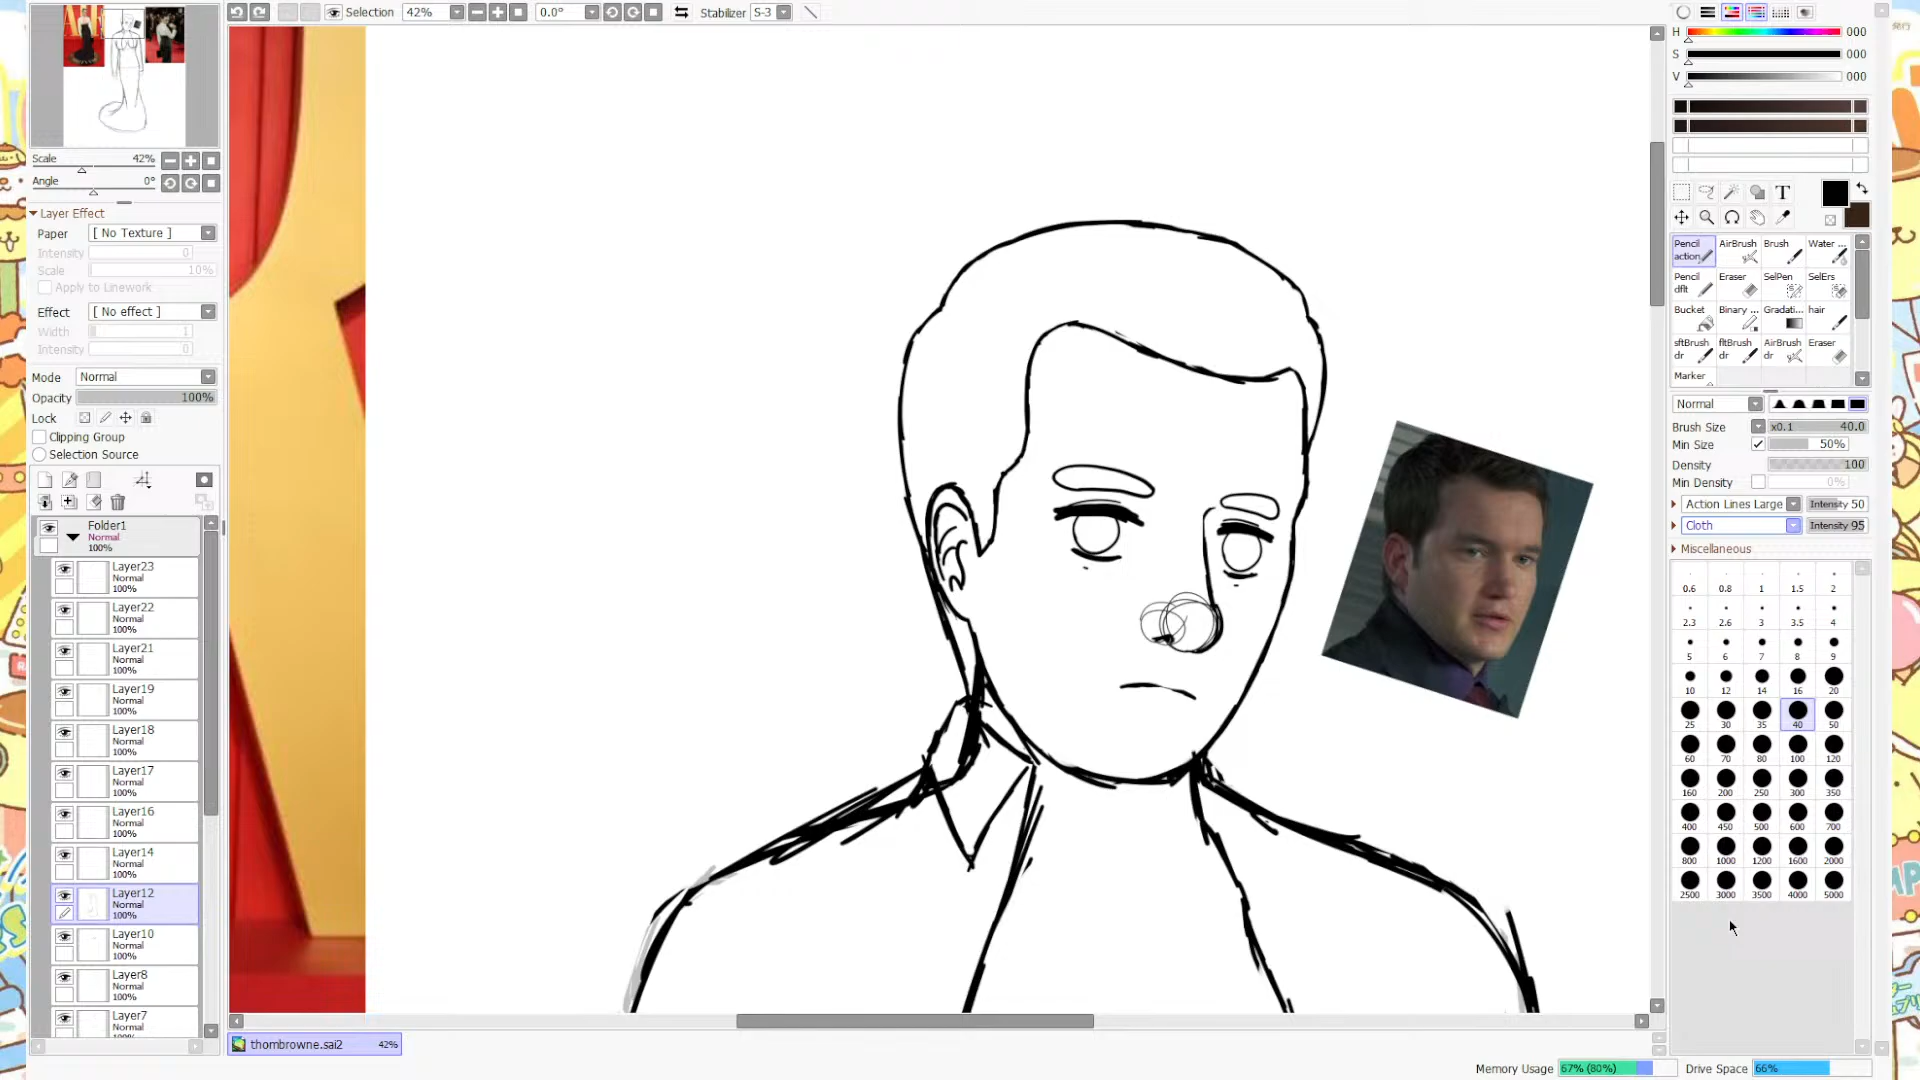 Selection 42% 0.0° Stabilizer S-3
Scale 42%
Angle 0°
Layer Effect
Paper [ No Texture ]
Intensity 0
Scale 10%
Apply to Linework
Effect [ No effect ]
Width 1
Intensity 0
Mode Normal
Opacity 100%
Lock
Clipping Group
Selection Source
Folder1
Normal
100%
Layer23
Normal
100%
Layer22
Normal
100%
Layer21
Normal
100%
Layer19
Normal
100%
Layer18
Normal
100%
Layer17
Normal
100%
Layer16
Normal
100%
Layer14
Normal
100%
Layer12
Normal
100%
Layer10
Normal
100%
Layer8
Normal
100%
Layer7
Normal
thombrowne.sai2 42%
H 000
S 000
V 000
T
Pencil action AirBrush Brush Water ...
Pencil dflt Eraser SelPen SelErs
Bucket Binary ... Gradati... hair
sftBrush dr fltBrush dr AirBrush dr Eraser
Marker
Normal
Brush Size x0.1 40.0
Min Size 50%
Density 100
Min Density 0%
Action Lines Large Intensity 50
Cloth Intensity 95
Miscellaneous
0.6 0.8 1 1.5 2
2.3 2.6 3 3.5 4
5 6 7 8 9
10 12 14 16 20
25 30 35 40 50
60 70 80 100 120
160 200 250 300 350
400 450 500 600 700
800 1000 1200 1600 2000
2500 3000 3500 4000 5000
Memory Usage 67% (80%) Drive Space 66%